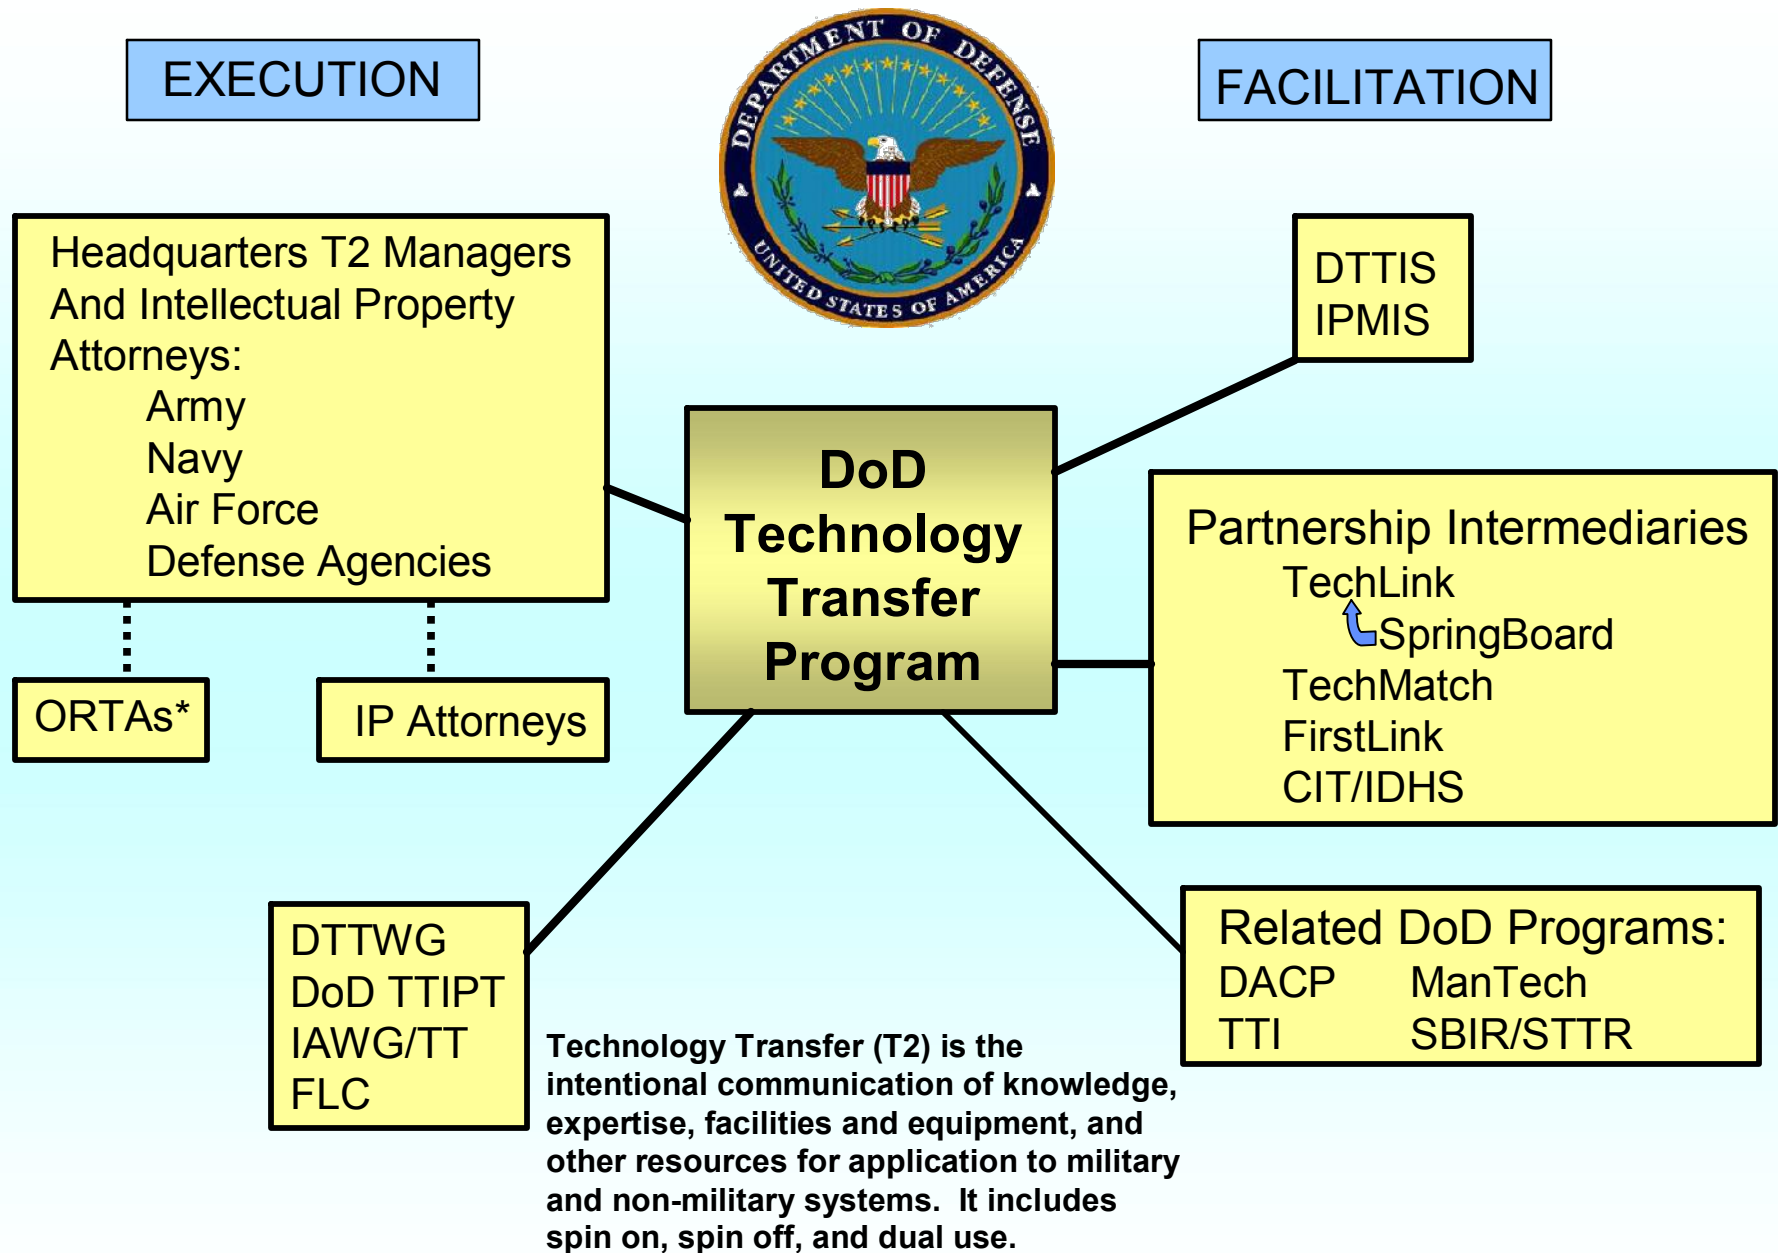 EXECUTION
DEPARTMENT OF DEFENSE
UNITED STATES OF AMERICA
FACILITATION
Headquarters T2 Managers
And Intellectual Property
Attorneys:
Army
Navy
Air Force
Defense Agencies
ORTAs*
IP Attorneys
DoD
Technology
Transfer
Program
DTTIS
IPMIS
Partnership Intermediaries
TechLink
SpringBoard
TechMatch
FirstLink
CIT/IDHS
DTTWG
DoD TTIPT
IAWG/TT
FLC
Related DoD Programs:
DACP ManTech
TTI SBIR/STTR
Technology Transfer (T2) is the
intentional communication of knowledge,
expertise, facilities and equipment, and
other resources for application to military
and non-military systems.  It includes
spin on, spin off, and dual use.